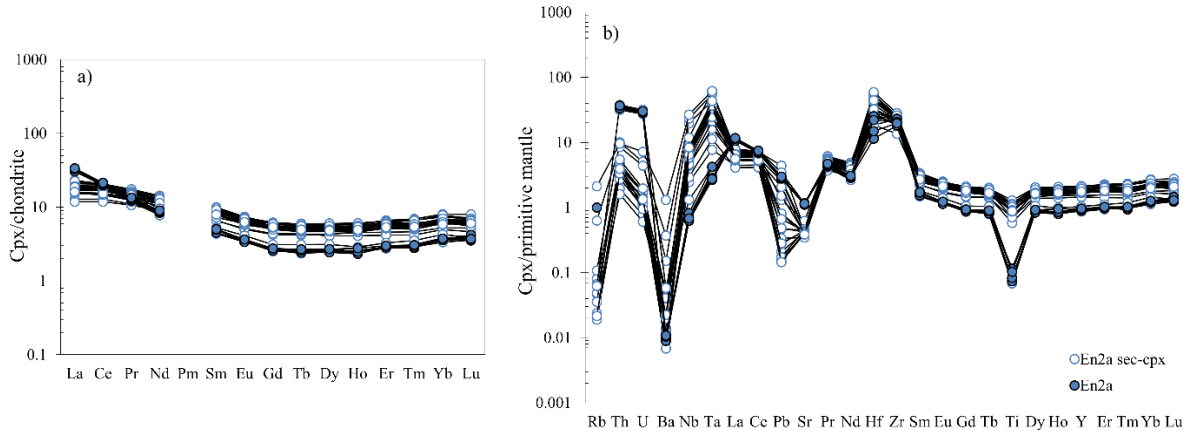 a)
Cpx/chondrite
1000
100
10
1
0.1
La Ce Pr Nd Pm Sm Eu Gd Tb Dy Ho Er Tm Yb Lu
b)
Cpx/primitive mantle
1000
100
10
1
0.1
0.01
0.001
Rb Th U Ba Nb Ta La Ce Pb Sr Pr Nd Hf Zr Sm Eu Gd Tb Ti Dy Ho Y Er Tm Yb Lu
En2a sec-cpx
En2a